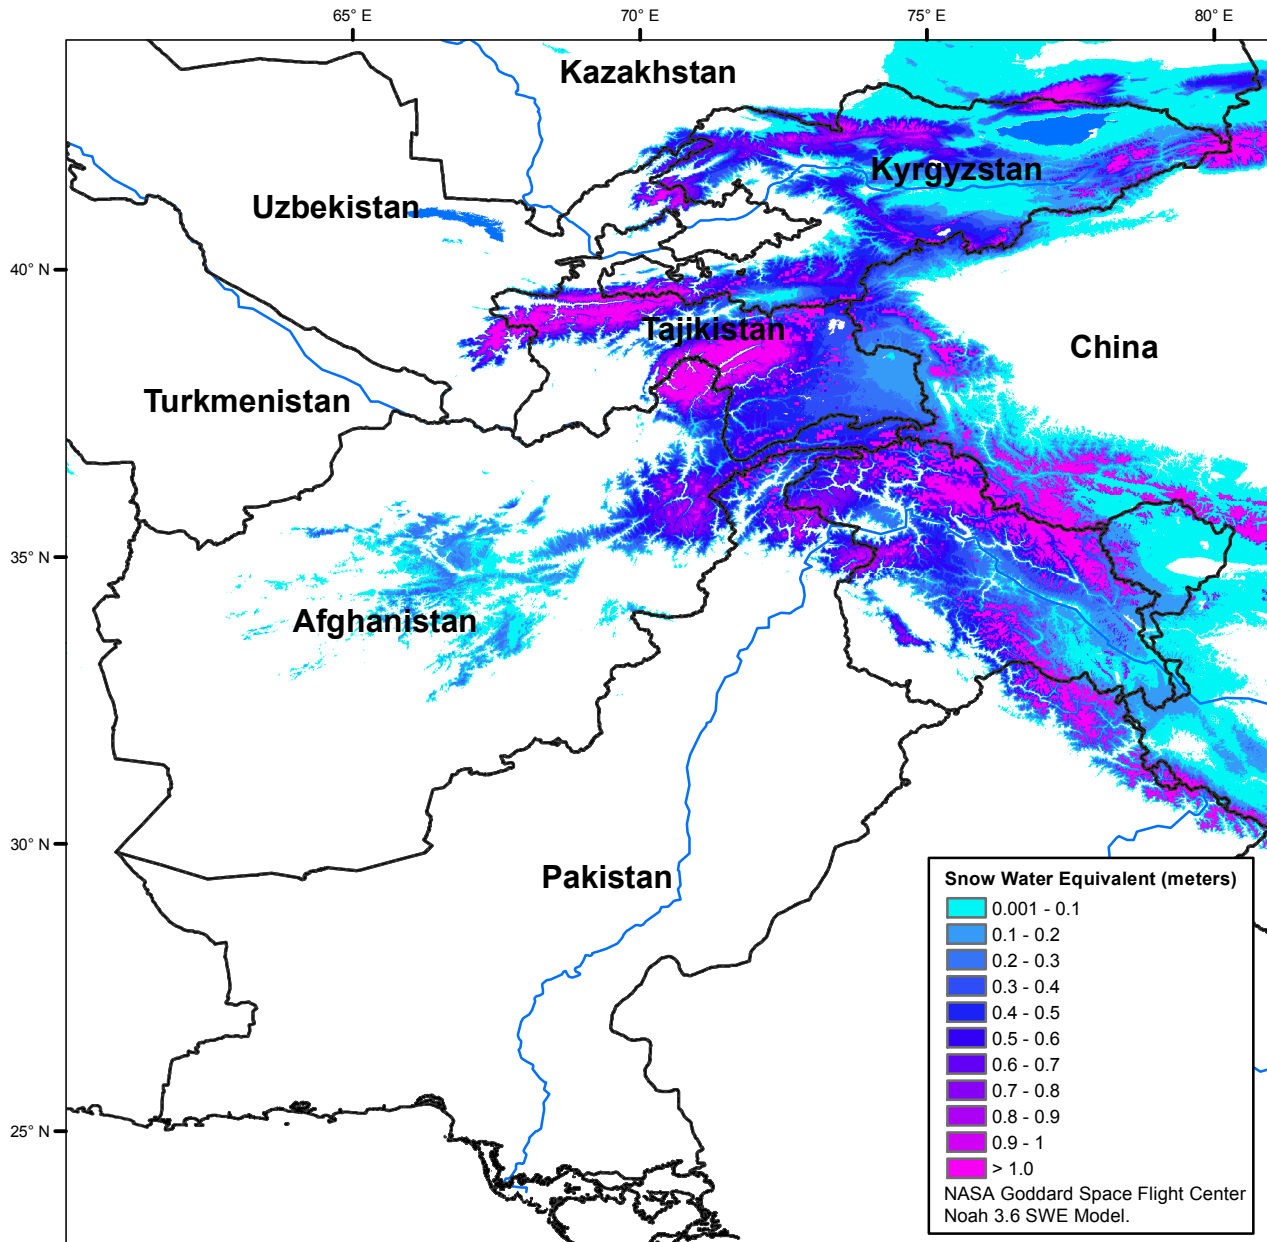 65° E
70° E
75° E
80° E
Kazakhstan
Kyrgyzstan
Uzbekistan
40° N
Tajikistan
China
Turkmenistan
35° N
Afghanistan
30° N
Pakistan
25° N
Snow Water Equivalent (meters)
0.001 - 0.1
0.1 - 0.2
0.2 - 0.3
0.3 - 0.4
0.4 - 0.5
0.5 - 0.6
0.6 - 0.7
0.7 - 0.8
0.8 - 0.9
0.9 - 1
> 1.0
NASA Goddard Space Flight Center
Noah 3.6 SWE Model.